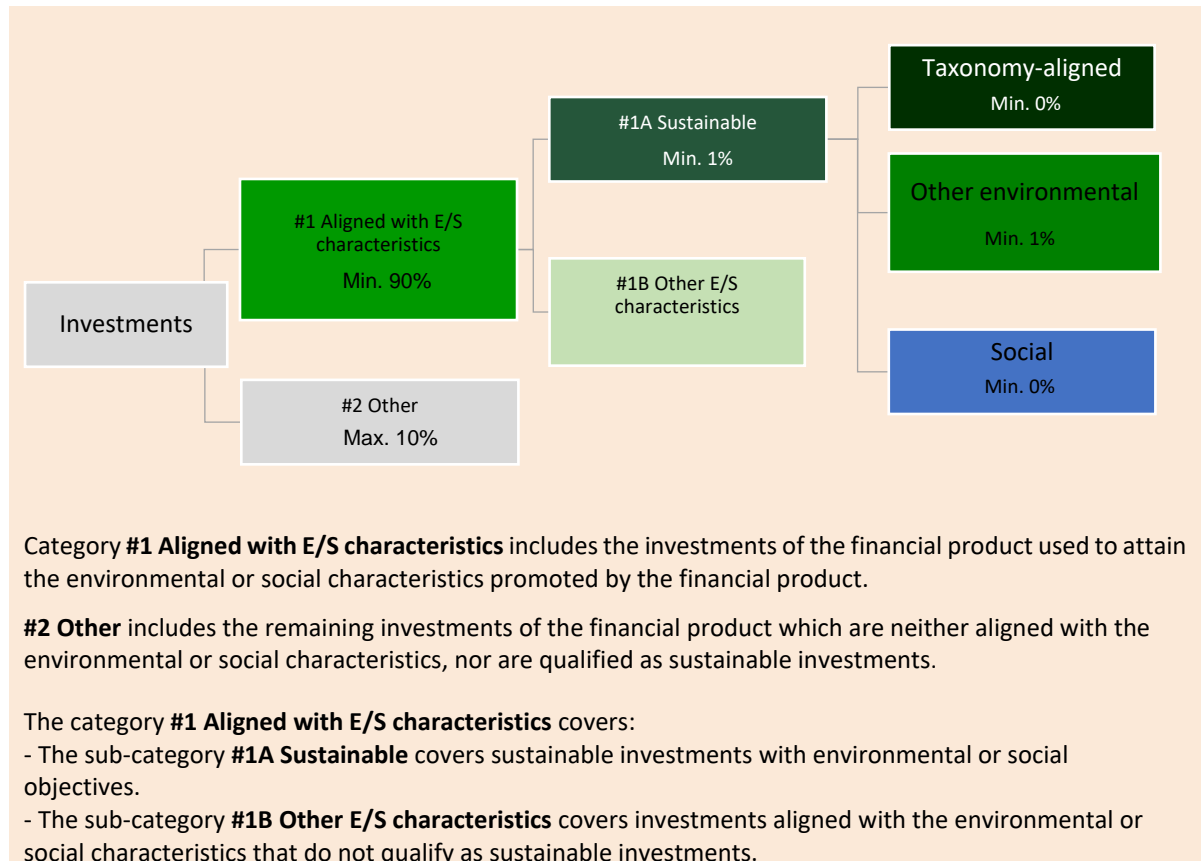 Taxonomy-aligned
Min. 0%
#1A Sustainable
Min. 1%
Other environmental
Min. 1%
#1 Aligned with E/S
characteristics
Min. 90%
#1B Other E/S
characteristics
Investments
Social
Min. 0%
#2 Other
Max. 10%
Category #1 Aligned with E/S characteristics includes the investments of the financial product used to attain
the environmental or social characteristics promoted by the financial product.
#2 Other includes the remaining investments of the financial product which are neither aligned with the
environmental or social characteristics, nor are qualified as sustainable investments.
The category #1 Aligned with E/S characteristics covers:
- The sub-category #1A Sustainable covers sustainable investments with environmental or social
objectives.
- The sub-category #1B Other E/S characteristics covers investments aligned with the environmental or
social characteristics that do not qualify as sustainable investments.